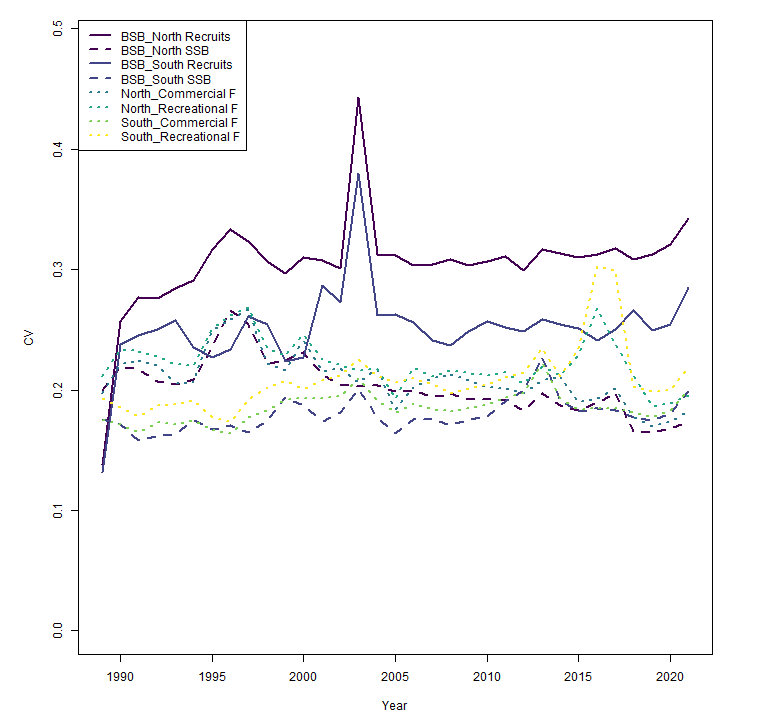 BSB_North Recruits
BSB_North SSB
BSB_South Recruits
BSB_South SSB
North_Commercial F
North_Recreational F
South_Commercial F
South_Recreational F
0.5
0.4
0.3
0.2
0.1
0.0
CV
1990 1995 2000 2005 2010 2015 2020
Year